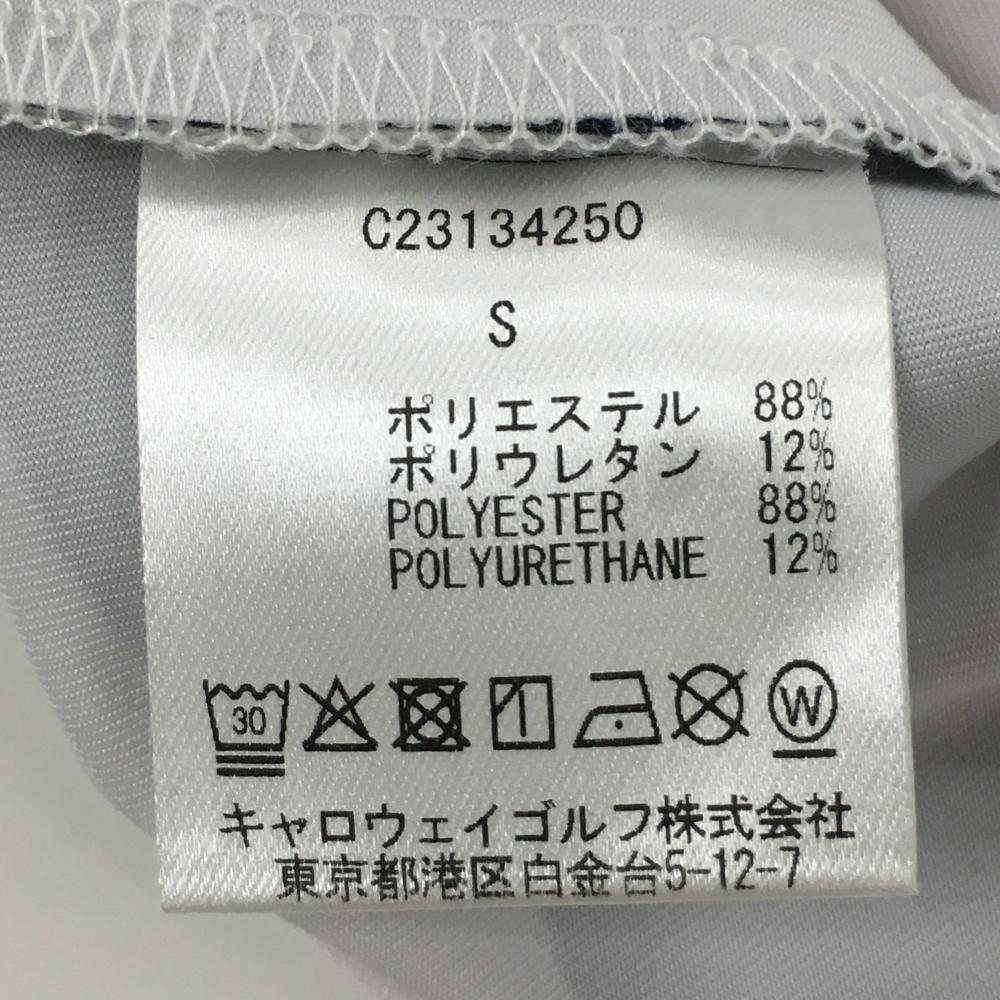 C23134250
S
ポリエステル 88%
ポリウレタン 12%
POLYESTER 88%
POLYURETHANE 12%
30
W
キャロウェイゴルフ株式会社
東京都港区白金台5-12-7